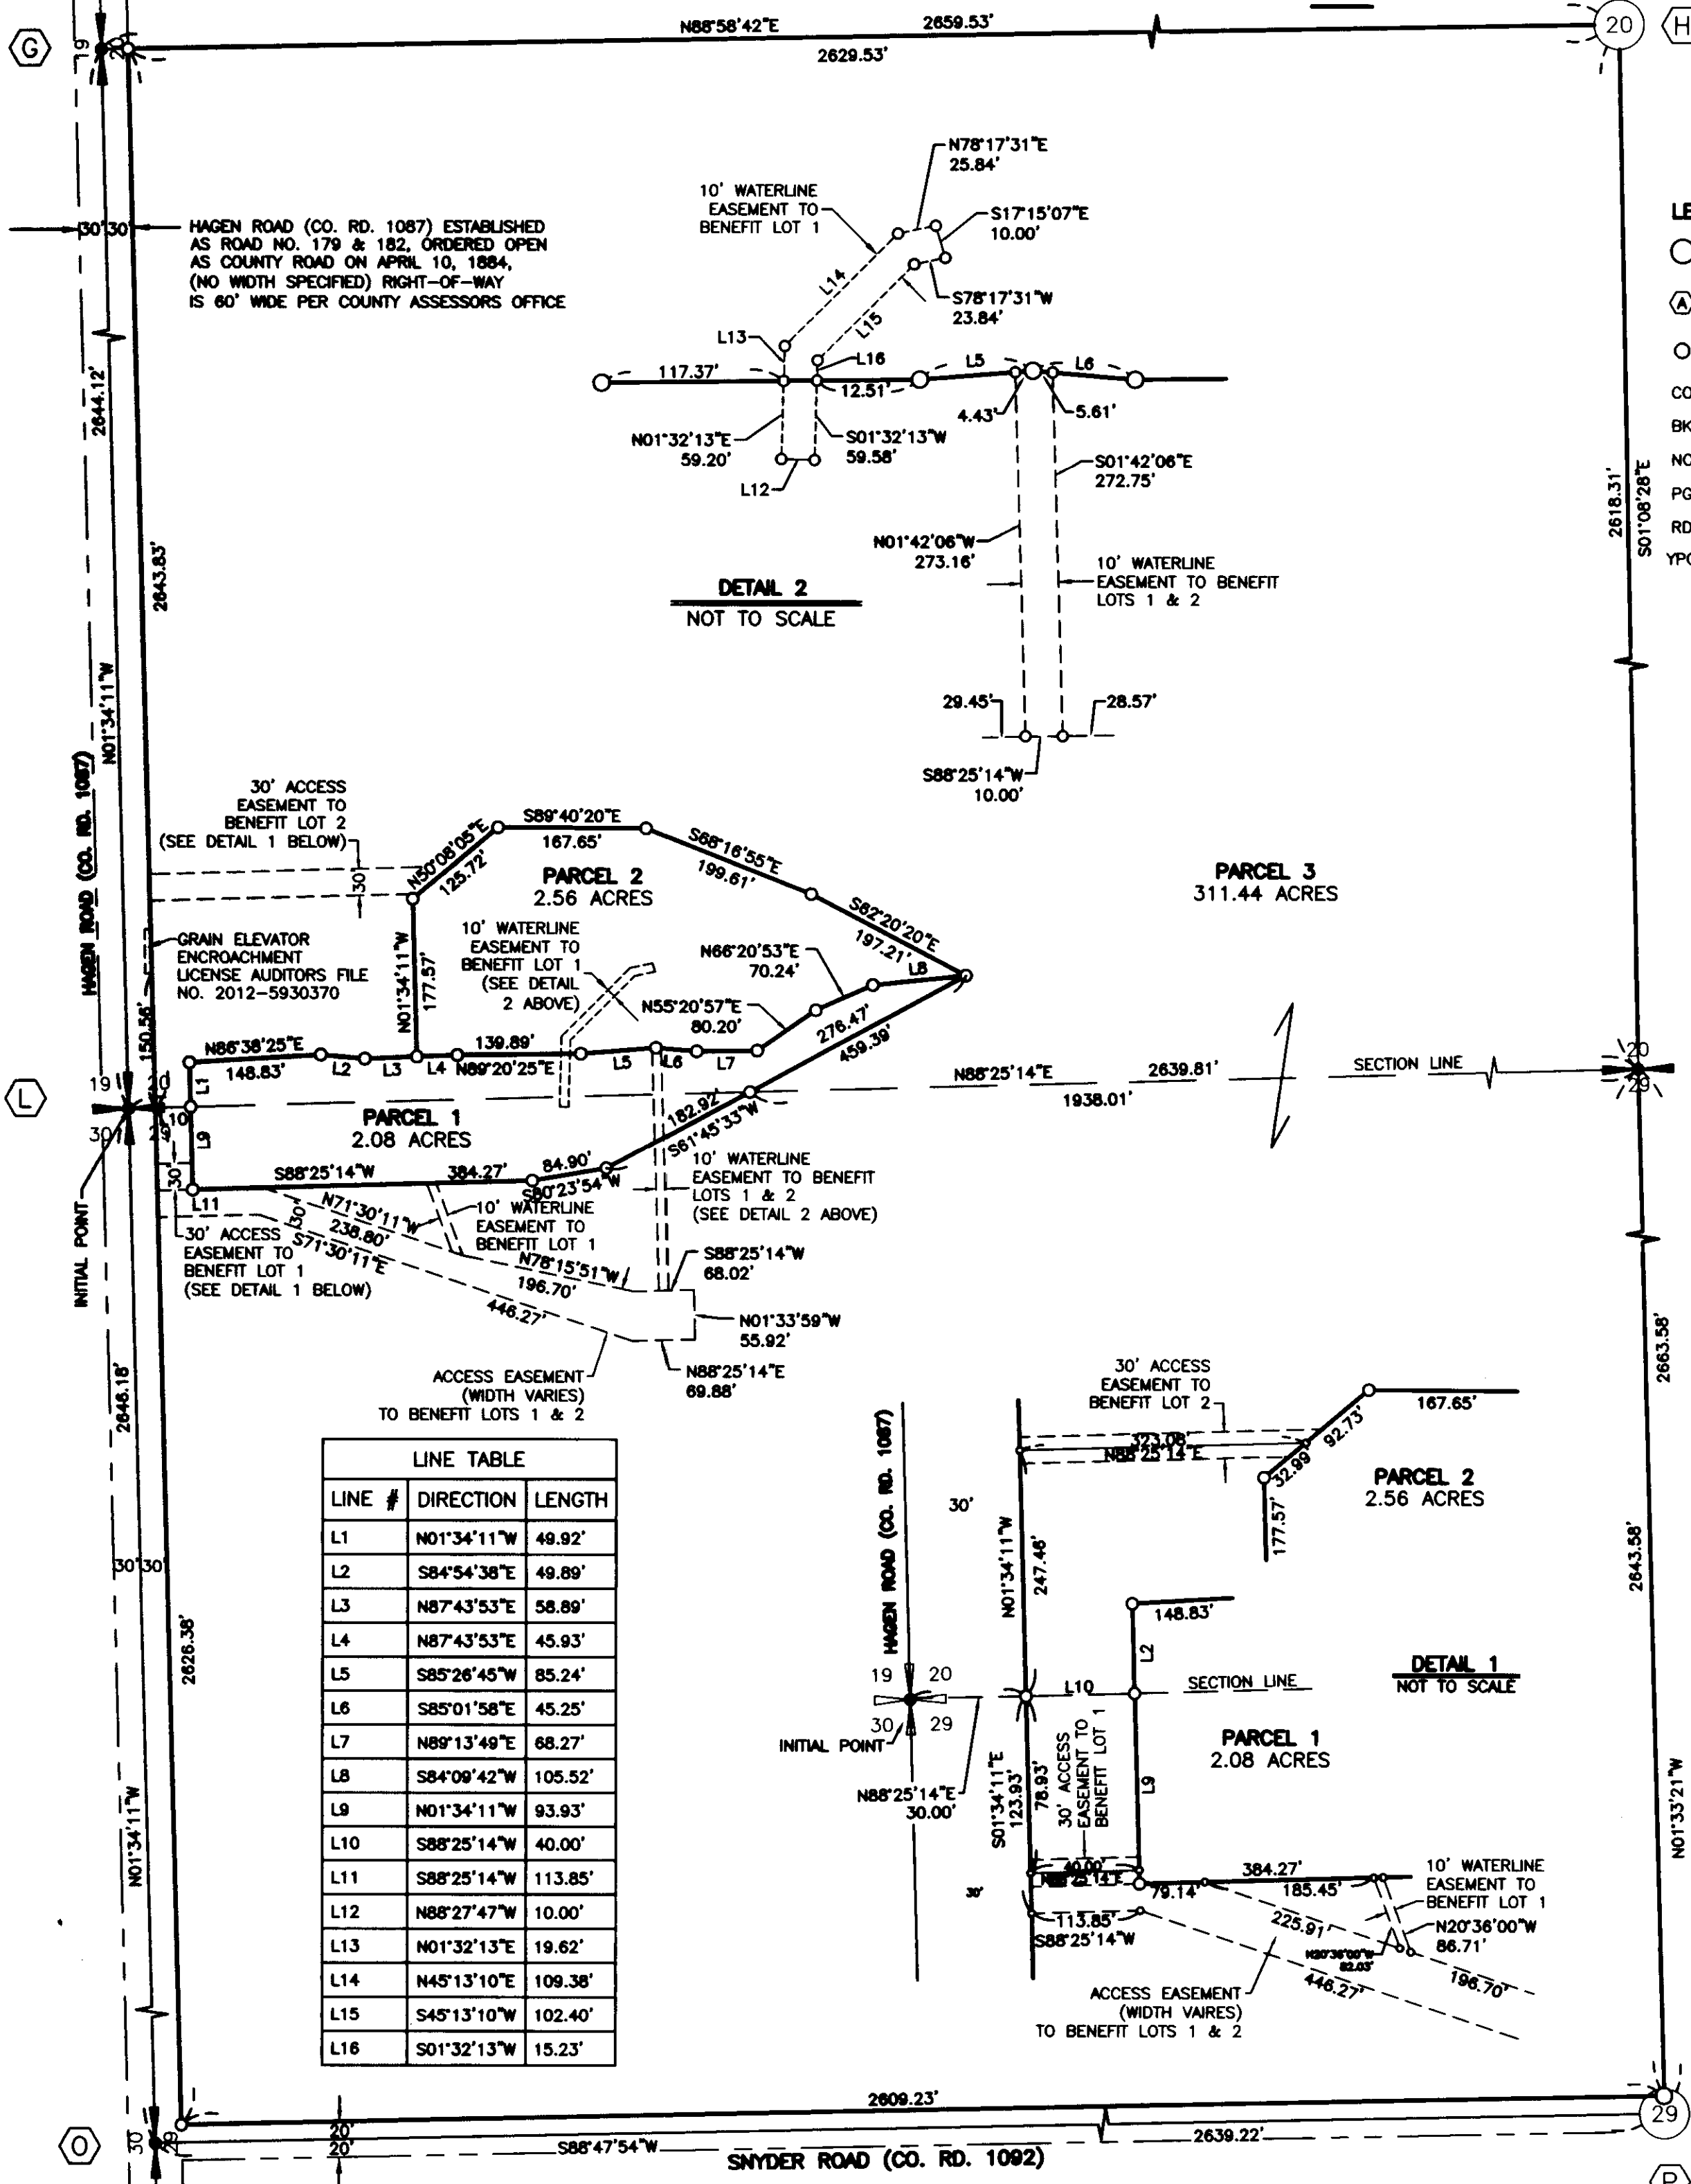 N88°58'42"E 2659.53'
2629.53'
G
19
20
20
H
N78°17'31"E
25.84'
10' WATERLINE
EASEMENT TO
BENEFIT LOT 1
S17°15'07"E
10.00'
S78°17'31"W
23.84'
L14
L15
L13
L16
117.37'
12.51'
L5
L6
4.43'
5.61'
N01°32'13"E
59.20'
S01°32'13"W
59.58'
L12
S01°42'06"E
272.75'
N01°42'06"W
273.16'
10' WATERLINE
EASEMENT TO BENEFIT
LOTS 1 & 2
DETAIL 2
NOT TO SCALE
29.45'
28.57'
S88°25'14"W
10.00'
30' 30'
HAGEN ROAD (CO. RD. 1087) ESTABLISHED
AS ROAD NO. 179 & 182, ORDERED OPEN
AS COUNTY ROAD ON APRIL 10, 1884,
(NO WIDTH SPECIFIED) RIGHT-OF-WAY
IS 60' WIDE PER COUNTY ASSESSORS OFFICE
LE
A
CO
BK
NO
PG
RD
YPC
2644.12'
2643.83'
N01°34'11"W
HAGEN ROAD (CO. RD. 1087)
2618.31'
S01°08'28"E
30' ACCESS
EASEMENT TO
BENEFIT LOT 2
(SEE DETAIL 1 BELOW)
30'
N50°08'05"E
125.72'
S89°40'20"E
167.65'
S68°16'55"E
199.61'
S62°20'20"E
197.21'
PARCEL 2
2.56 ACRES
PARCEL 3
311.44 ACRES
GRAIN ELEVATOR
ENCROACHMENT
LICENSE AUDITORS FILE
NO. 2012-5930370
N01°34'11"W
177.57'
10' WATERLINE
EASEMENT TO
BENEFIT LOT 1
(SEE DETAIL
2 ABOVE)
N66°20'53"E
70.24'
L8
N55°20'57"E
80.20'
276.47'
459.39'
150.56'
N86°38'25"E
148.83'
L1
L2
L3
L4
139.89'
N89°20'25"E
L5
L6
L7
N88°25'14"E 2639.81'
1938.01'
SECTION LINE
20
29
L
19
20
30
29
L10
L9
PARCEL 1
2.08 ACRES
182.92'
S61°45'33"W
S88°25'14"W 384.27'
84.90'
S80°23'54"W
30'
L11
INITIAL POINT
30' ACCESS
EASEMENT TO
BENEFIT LOT 1
(SEE DETAIL 1 BELOW)
N71°30'11"W
238.80'
30'
S71°30'11"E
446.27'
10' WATERLINE
EASEMENT TO
BENEFIT LOT 1
N78°15'51"W
196.70'
10' WATERLINE
EASEMENT TO BENEFIT
LOTS 1 & 2
(SEE DETAIL 2 ABOVE)
S88°25'14"W
68.02'
N01°33'59"W
55.92'
N88°25'14"E
69.88'
ACCESS EASEMENT
(WIDTH VARIES)
TO BENEFIT LOTS 1 & 2
2646.18'
30' 30'
2626.38'
N01°34'11"W
LINE TABLE
LINE # DIRECTION LENGTH
L1 N01°34'11"W 49.92'
L2 S84°54'38"E 49.89'
L3 N87°43'53"E 58.89'
L4 N87°43'53"E 45.93'
L5 S85°26'45"W 85.24'
L6 S85°01'58"E 45.25'
L7 N89°13'49"E 68.27'
L8 S84°09'42"W 105.52'
L9 N01°34'11"W 93.93'
L10 S88°25'14"W 40.00'
L11 S88°25'14"W 113.85'
L12 N88°27'47"W 10.00'
L13 N01°32'13"E 19.62'
L14 N45°13'10"E 109.38'
L15 S45°13'10"W 102.40'
L16 S01°32'13"W 15.23'
30' ACCESS
EASEMENT TO
BENEFIT LOT 2
167.65'
92.73'
32.99'
323.08'
N88°25'14"E
177.57'
PARCEL 2
2.56 ACRES
HAGEN ROAD (CO. RD. 1087)
30'
N01°34'11"W
247.46'
148.83'
L2
DETAIL 1
NOT TO SCALE
19
20
30
29
L10
SECTION LINE
INITIAL POINT
N88°25'14"E
30.00'
S01°34'11"E
123.93'
78.93'
30' ACCESS
EASEMENT TO
BENEFIT LOT 1
L9
PARCEL 1
2.08 ACRES
30'
40.00'
N88°25'14"E
79.14'
384.27'
185.45'
113.85'
S88°25'14"W
225.91'
10' WATERLINE
EASEMENT TO
BENEFIT LOT 1
N20°36'00"W
86.71'
N20°36'00"W
82.03'
446.27'
196.70'
ACCESS EASEMENT
(WIDTH VAIRES)
TO BENEFIT LOTS 1 & 2
2663.58'
2643.58'
N01°33'21"W
2609.23'
29
O
30
29
20'
20'
S88°47'54"W
2639.22'
SNYDER ROAD (CO. RD. 1092)
P